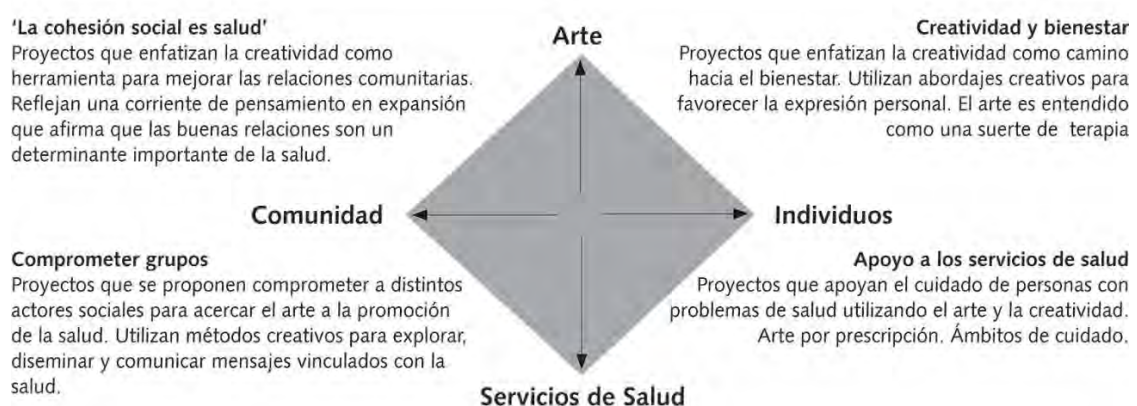 ‘La cohesión social es salud’
Proyectos que enfatizan la creatividad como
herramienta para mejorar las relaciones comunitarias.
Reflejan una corriente de pensamiento en expansión
que afirma que las buenas relaciones son un
determinante importante de la salud.
Arte
Creatividad y bienestar
Proyectos que enfatizan la creatividad como camino
hacia el bienestar. Utilizan abordajes creativos para
favorecer la expresión personal. El arte es entendido
como una suerte de terapia
Comunidad
Individuos
Comprometer grupos
Proyectos que se proponen comprometer a distintos
actores sociales para acercar el arte a la promoción
de la salud. Utilizan métodos creativos para explorar,
diseminar y comunicar mensajes vinculados con la
salud.
Apoyo a los servicios de salud
Proyectos que apoyan el cuidado de personas con
problemas de salud utilizando el arte y la creatividad.
Arte por prescripción. Ámbitos de cuidado.
Servicios de Salud